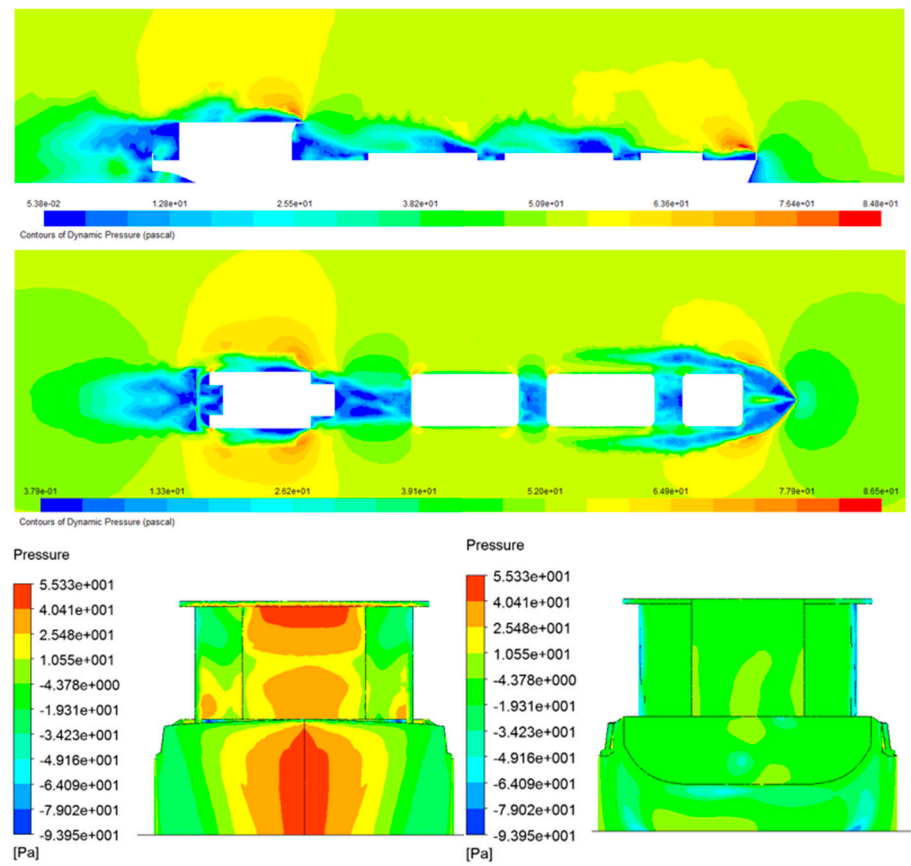 5.38e-02 1.28e+01 2.55e+01 3.82e+01 5.09e+01 6.36e+01 7.64e+01 8.48e+01
Contours of Dynamic Pressure (pascal)
3.79e-01 1.33e+01 2.62e+01 3.91e+01 5.20e+01 6.49e+01 7.79e+01 8.65e+01
Contours of Dynamic Pressure (pascal)
Pressure
5.533e+001
4.041e+001
2.548e+001
1.055e+001
-4.378e+000
-1.931e+001
-3.423e+001
-4.916e+001
-6.409e+001
-7.902e+001
-9.395e+001
[Pa]
Pressure
5.533e+001
4.041e+001
2.548e+001
1.055e+001
-4.378e+000
-1.931e+001
-3.423e+001
-4.916e+001
-6.409e+001
-7.902e+001
-9.395e+001
[Pa]